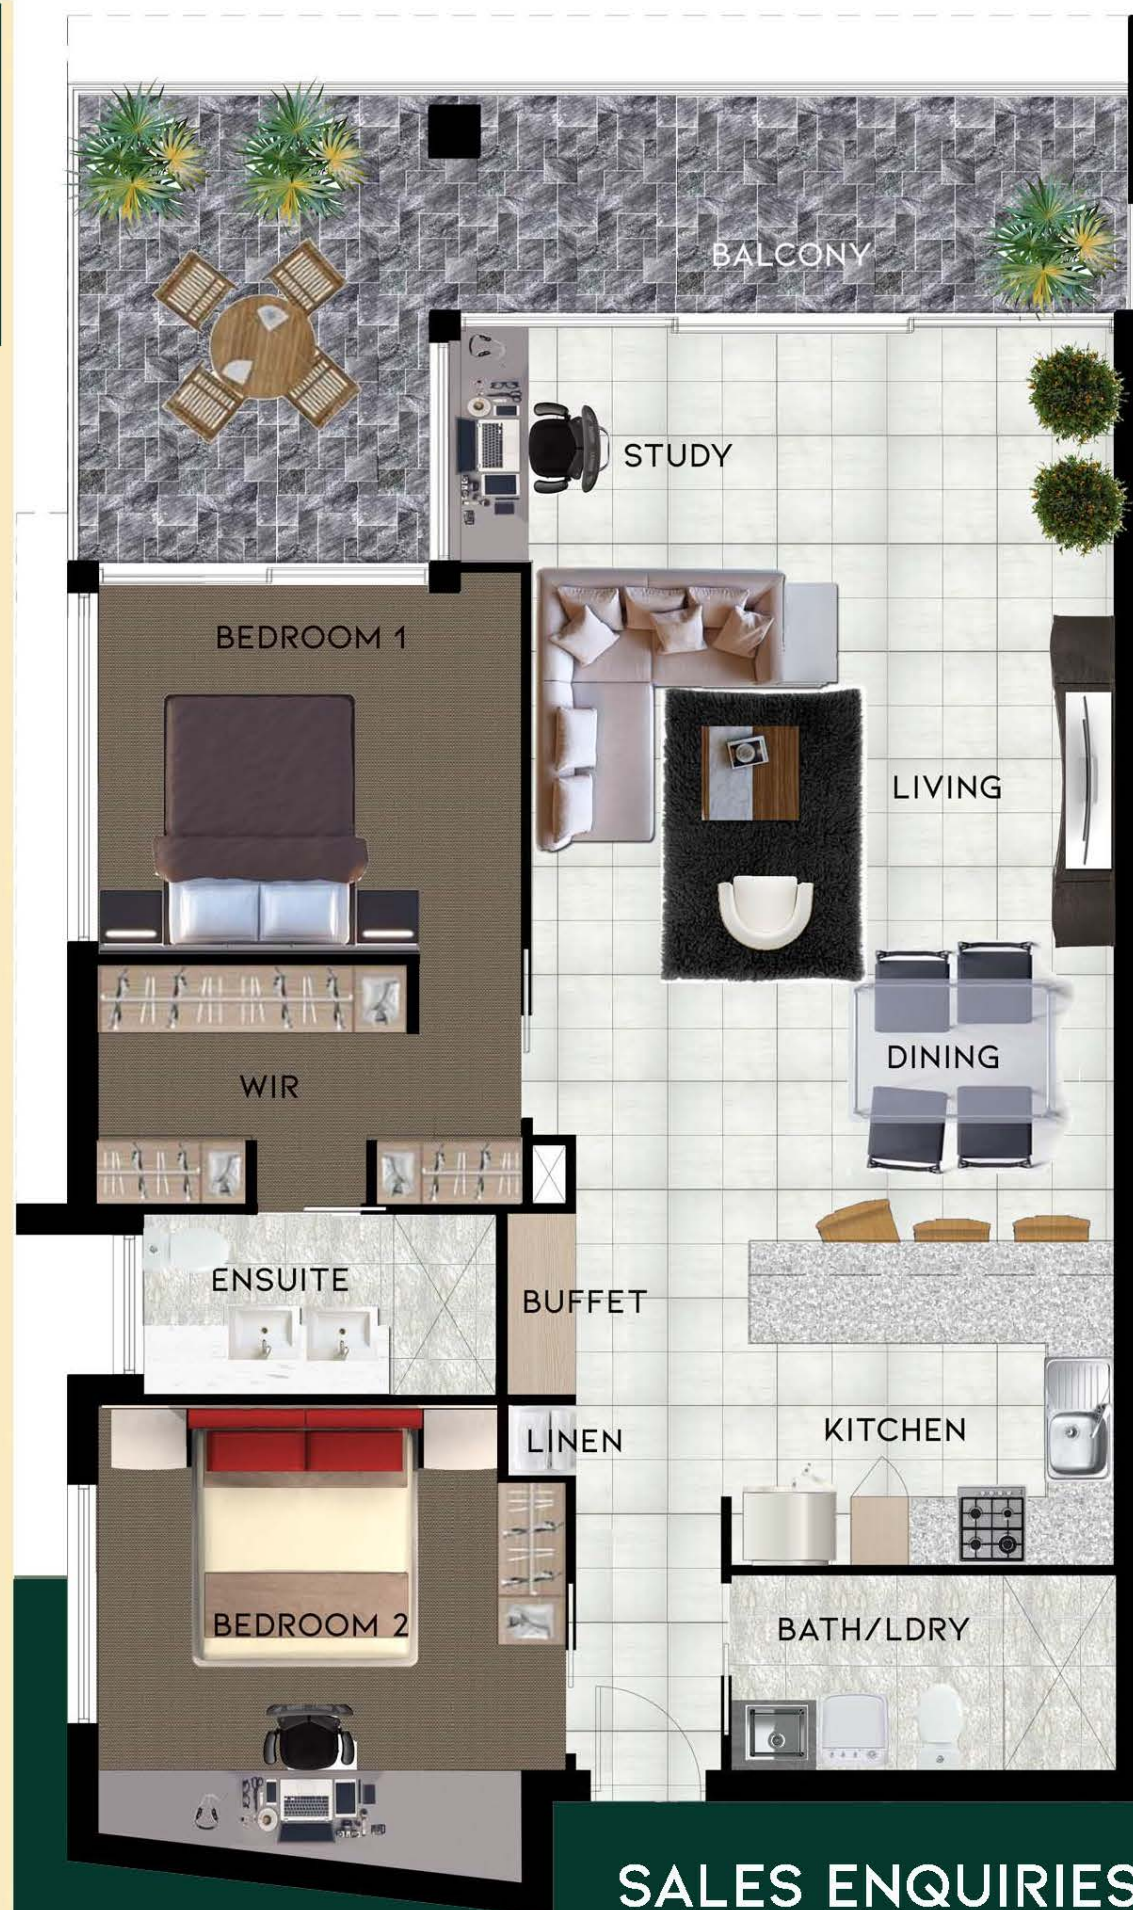 BALCONY
STUDY
BEDROOM 1
LIVING
DINING
WIR
ENSUITE
BUFFET
LINEN
KITCHEN
BEDROOM 2
BATH/LDRY
SALES ENQUIRIES